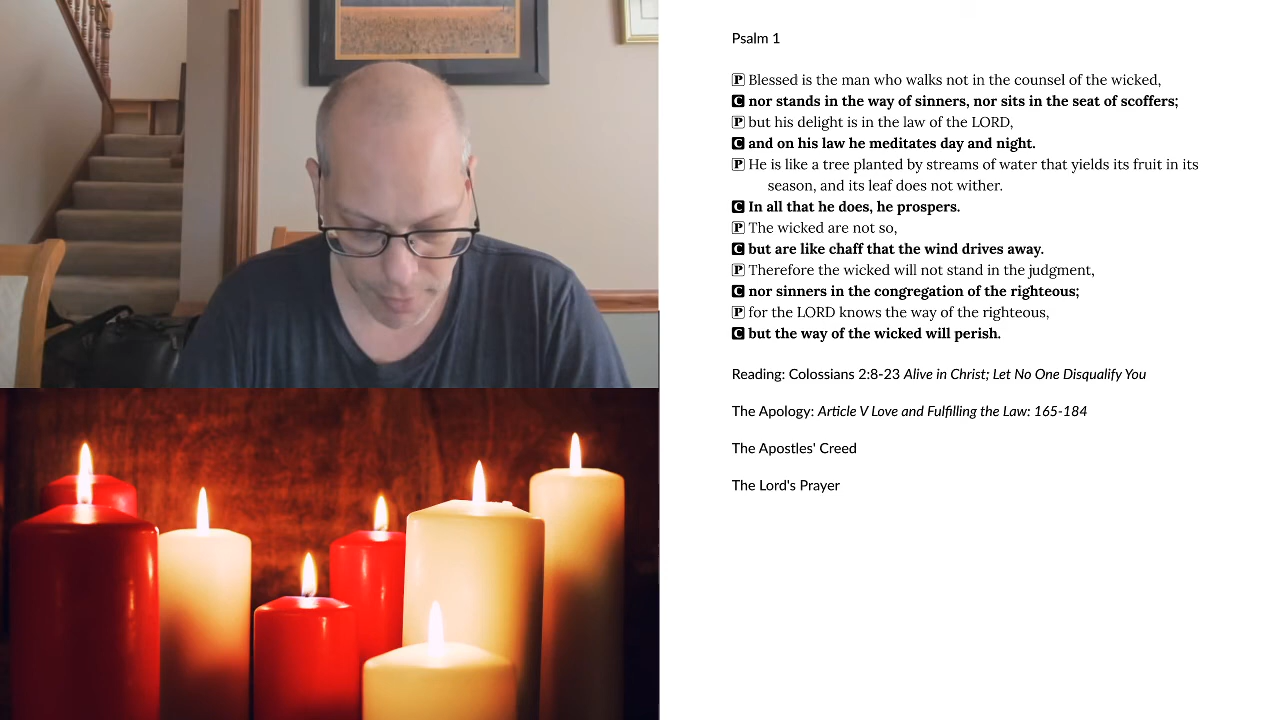 Psalm 1
P Blessed is the man who walks not in the counsel of the wicked,
C nor stands in the way of sinners, nor sits in the seat of scoffers;
P but his delight is in the law of the LORD,
C and on his law he meditates day and night.
P He is like a tree planted by streams of water that yields its fruit in its
season, and its leaf does not wither.
C In all that he does, he prospers.
P The wicked are not so,
C but are like chaff that the wind drives away.
P Therefore the wicked will not stand in the judgment,
C nor sinners in the congregation of the righteous;
P for the LORD knows the way of the righteous,
C but the way of the wicked will perish.
Reading: Colossians 2:8-23 Alive in Christ; Let No One Disqualify You
The Apology: Article V Love and Fulfilling the Law: 165-184
The Apostles' Creed
The Lord's Prayer